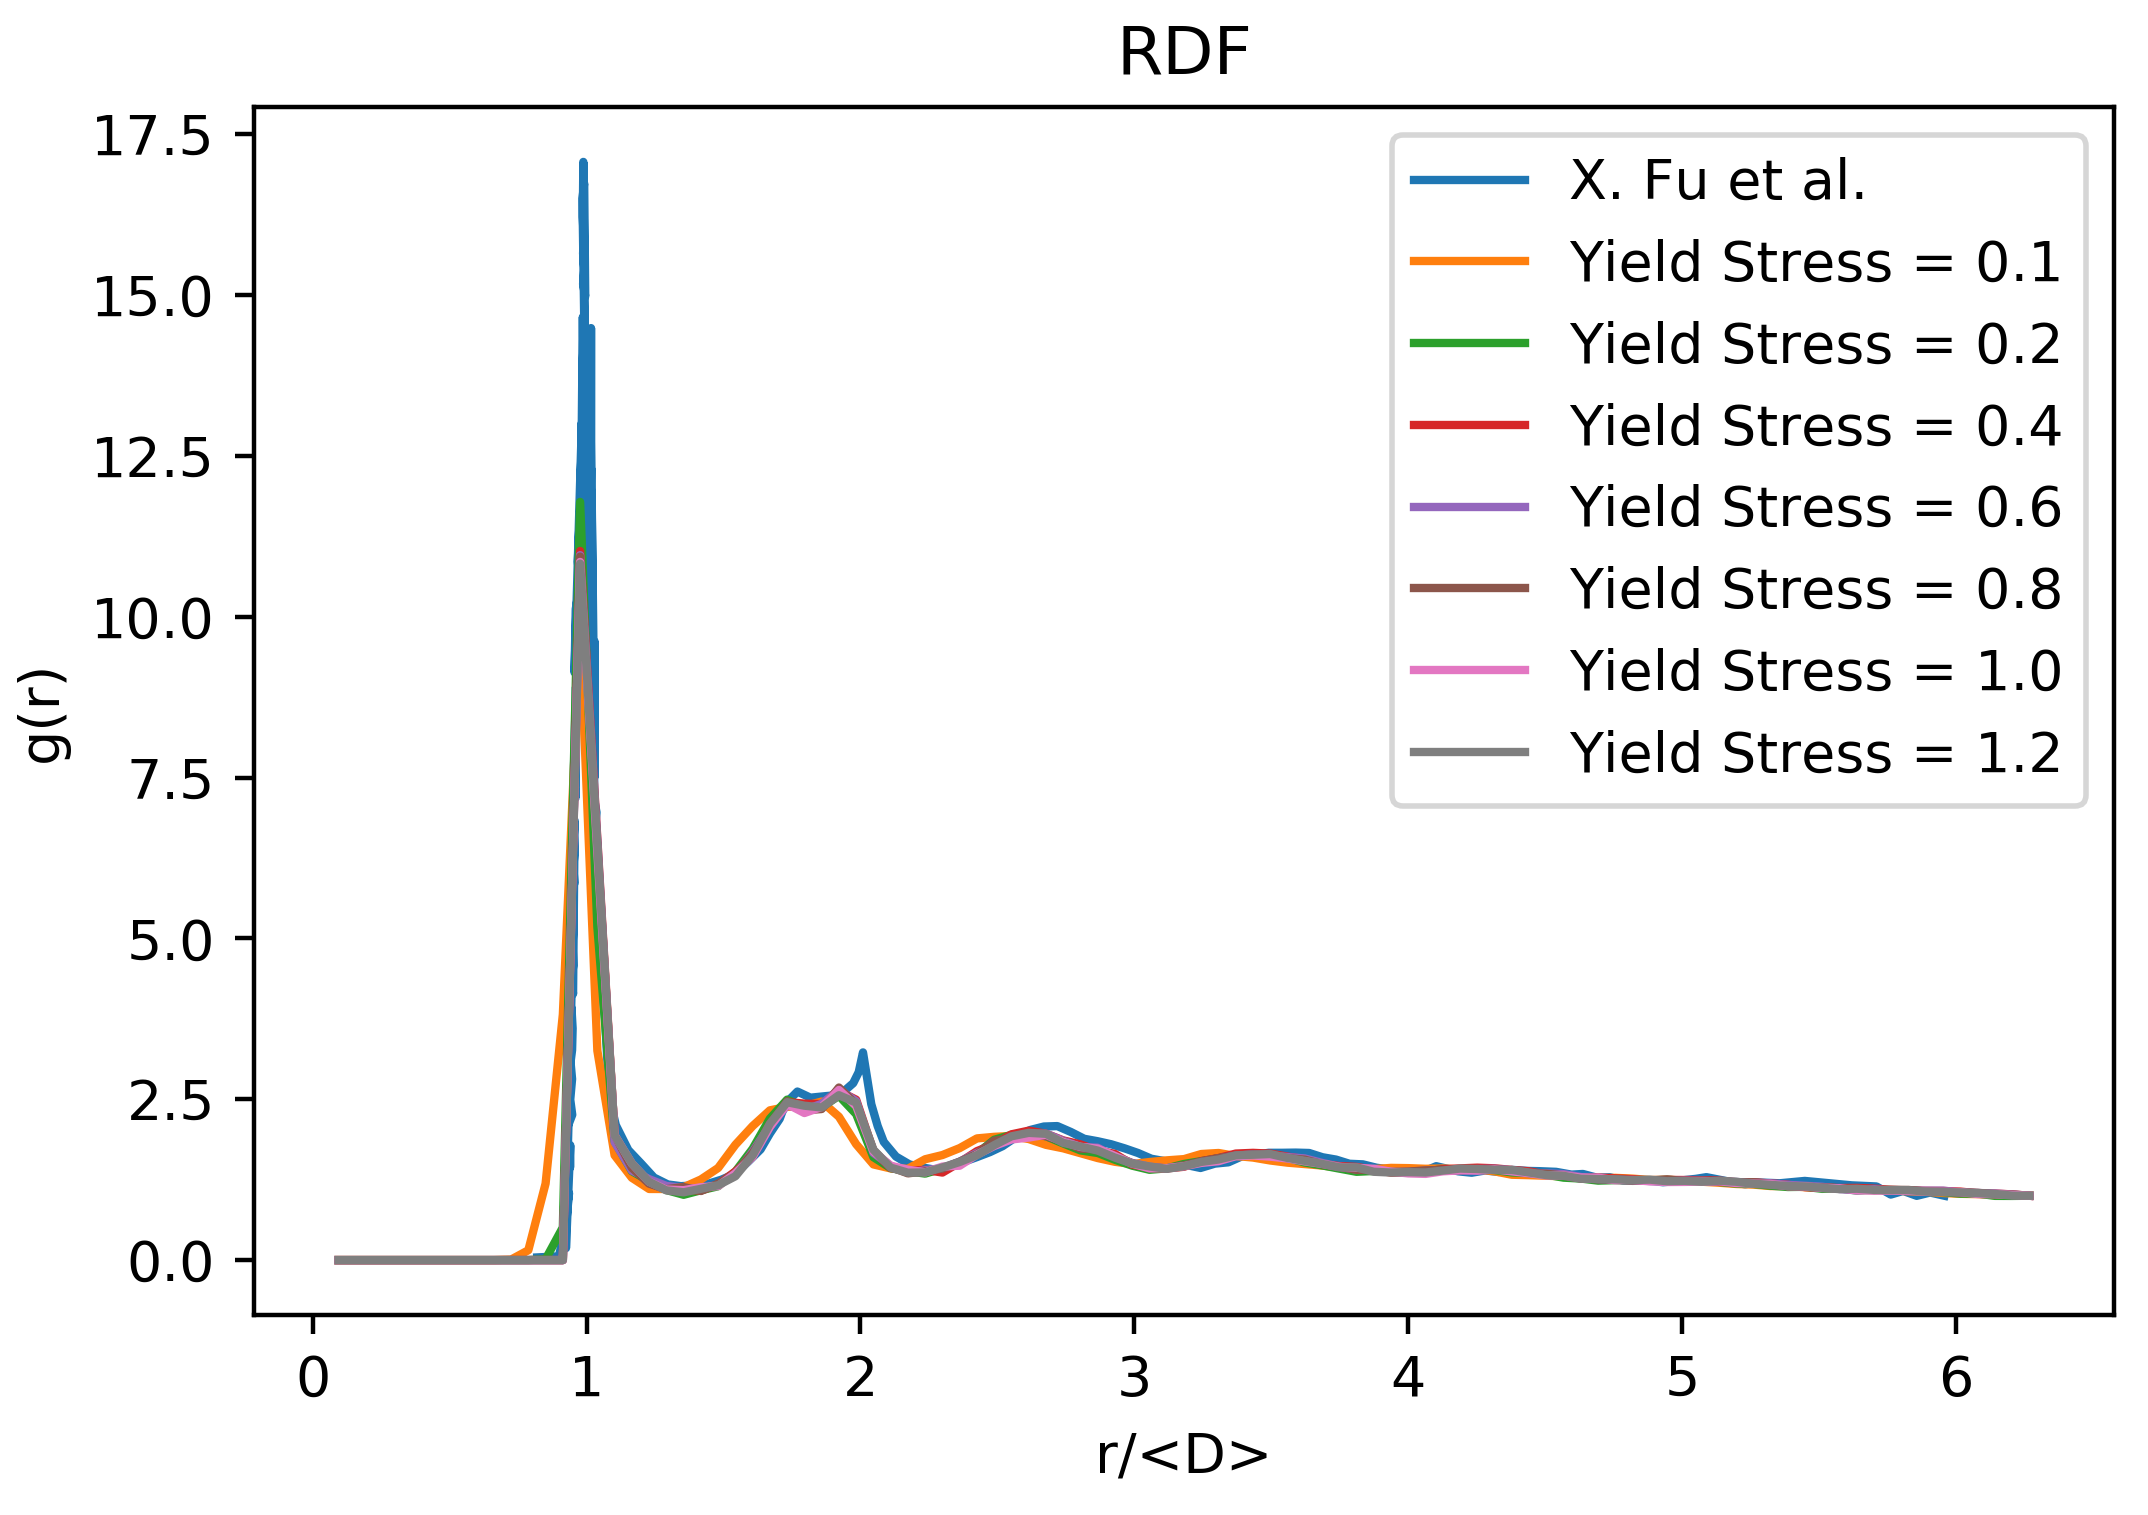 RDF
17.5
15.0
12.5
10.0
7.5
5.0
2.5
0.0
g(r)
X. Fu et al.
Yield Stress = 0.1
Yield Stress = 0.2
Yield Stress = 0.4
Yield Stress = 0.6
Yield Stress = 0.8
Yield Stress = 1.0
Yield Stress = 1.2
0 1 2 3 4 5 6
r/<D>